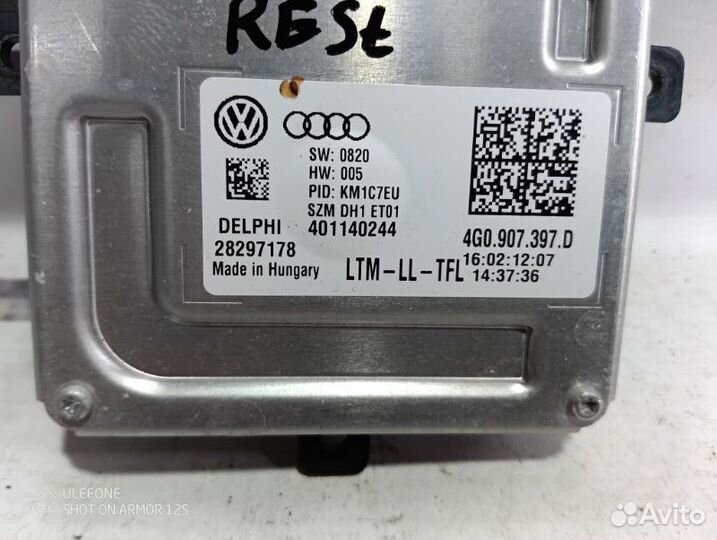 RESt
SW: 0820
HW: 005
PID: KM1C7EU
SZM DH1 ET01
DELPHI 401140244
28297178
Made in Hungary
LTM-LL-TFL
4G0.907.397.D
16:02:12:07
14:37:36
ULEFONE
SHOT ON ARMOR 12S
Avito